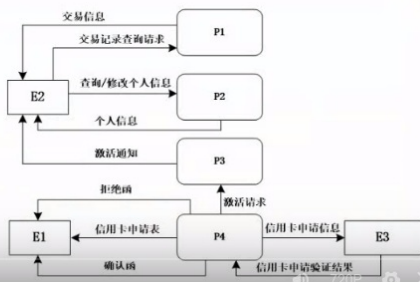 交易信息
P1
交易记录查询请求
E2
查询/修改个人信息
P2
个人信息
激活通知
P3
拒绝函
激活请求
E1
信用卡申请表
P4
信用卡申请信息
E3
确认函
信用卡申请验证结果